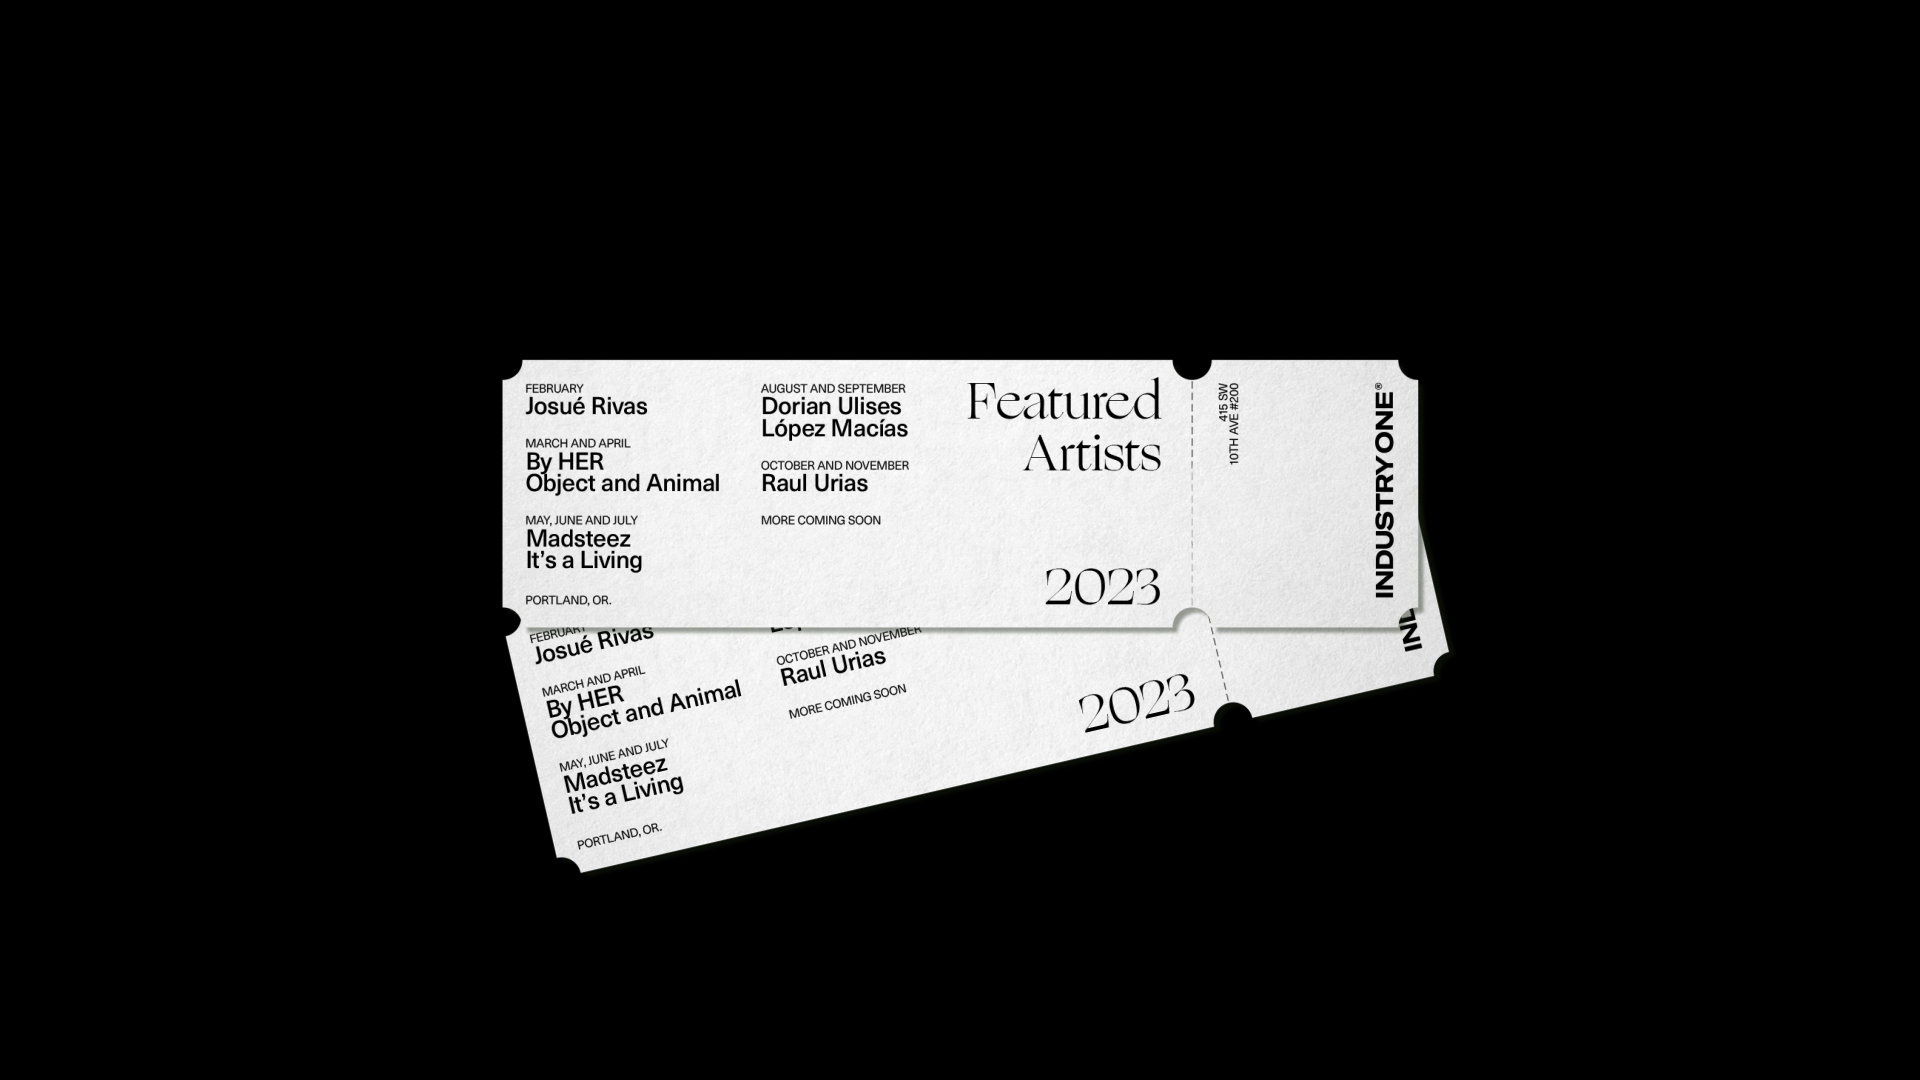 FEBRUARY
Josué Rivas
MARCH AND APRIL
By HER
Object and Animal
MAY, JUNE AND JULY
Madsteez
It’s a Living
PORTLAND, OR.
AUGUST AND SEPTEMBER
Dorian Ulises
López Macías
OCTOBER AND NOVEMBER
Raul Urias
MORE COMING SOON
Featured
Artists
2023
415 SW
10TH AVE #200
INDUSTRY ONE®
FEBRUARY
Josué Rivas
MARCH AND APRIL
By HER
Object and Animal
MAY, JUNE AND JULY
Madsteez
It’s a Living
PORTLAND, OR.
OCTOBER AND NOVEMBER
Raul Urias
MORE COMING SOON
2023